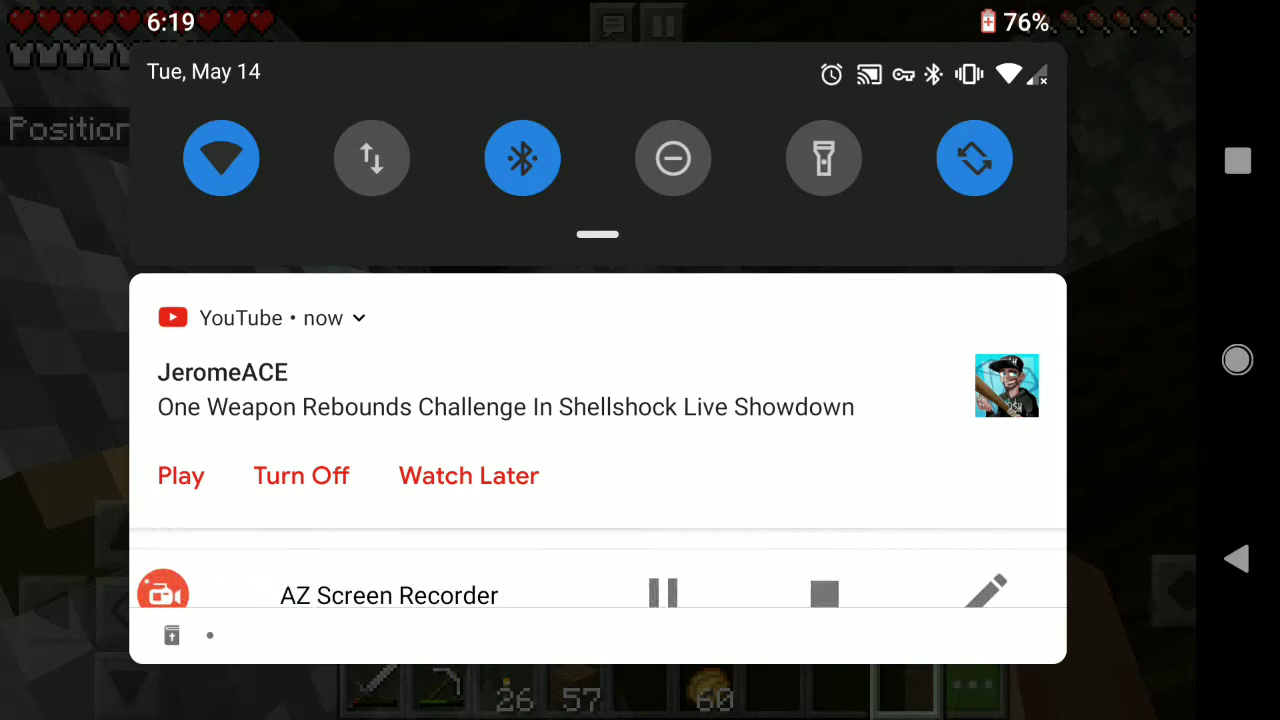 6:19
76%
Tue, May 14
Position
YouTube • now
JeromeACE
One Weapon Rebounds Challenge In Shellshock Live Showdown
Play Turn Off Watch Later
AZ Screen Recorder
26 57 60